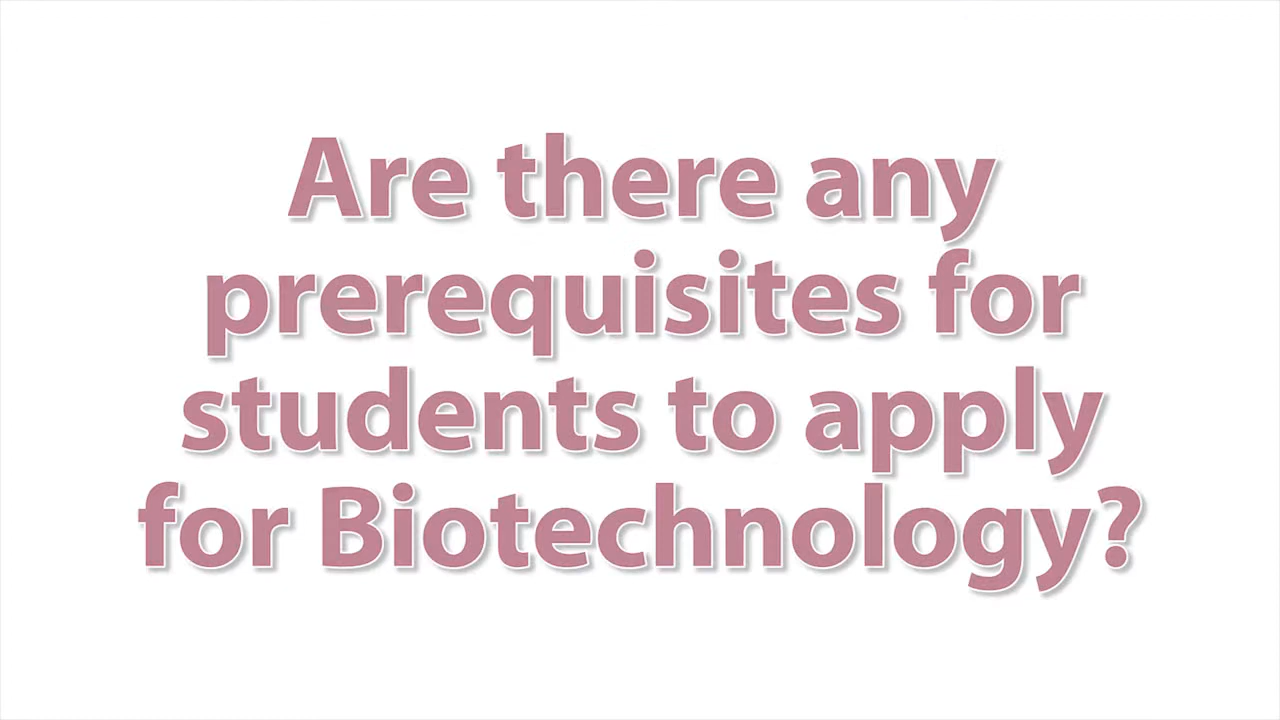 Are there any
prerequisites for
students to apply
for Biotechnology?